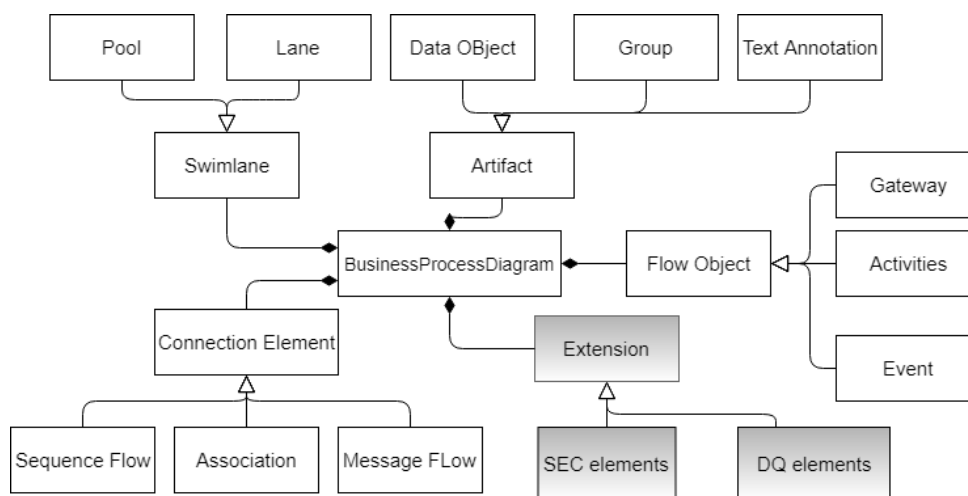 Pool
Lane
Data OBject
Group
Text Annotation
Swimlane
Artifact
Gateway
BusinessProcessDiagram
Flow Object
Activities
Connection Element
Extension
Event
Sequence Flow
Association
Message FLow
SEC elements
DQ elements